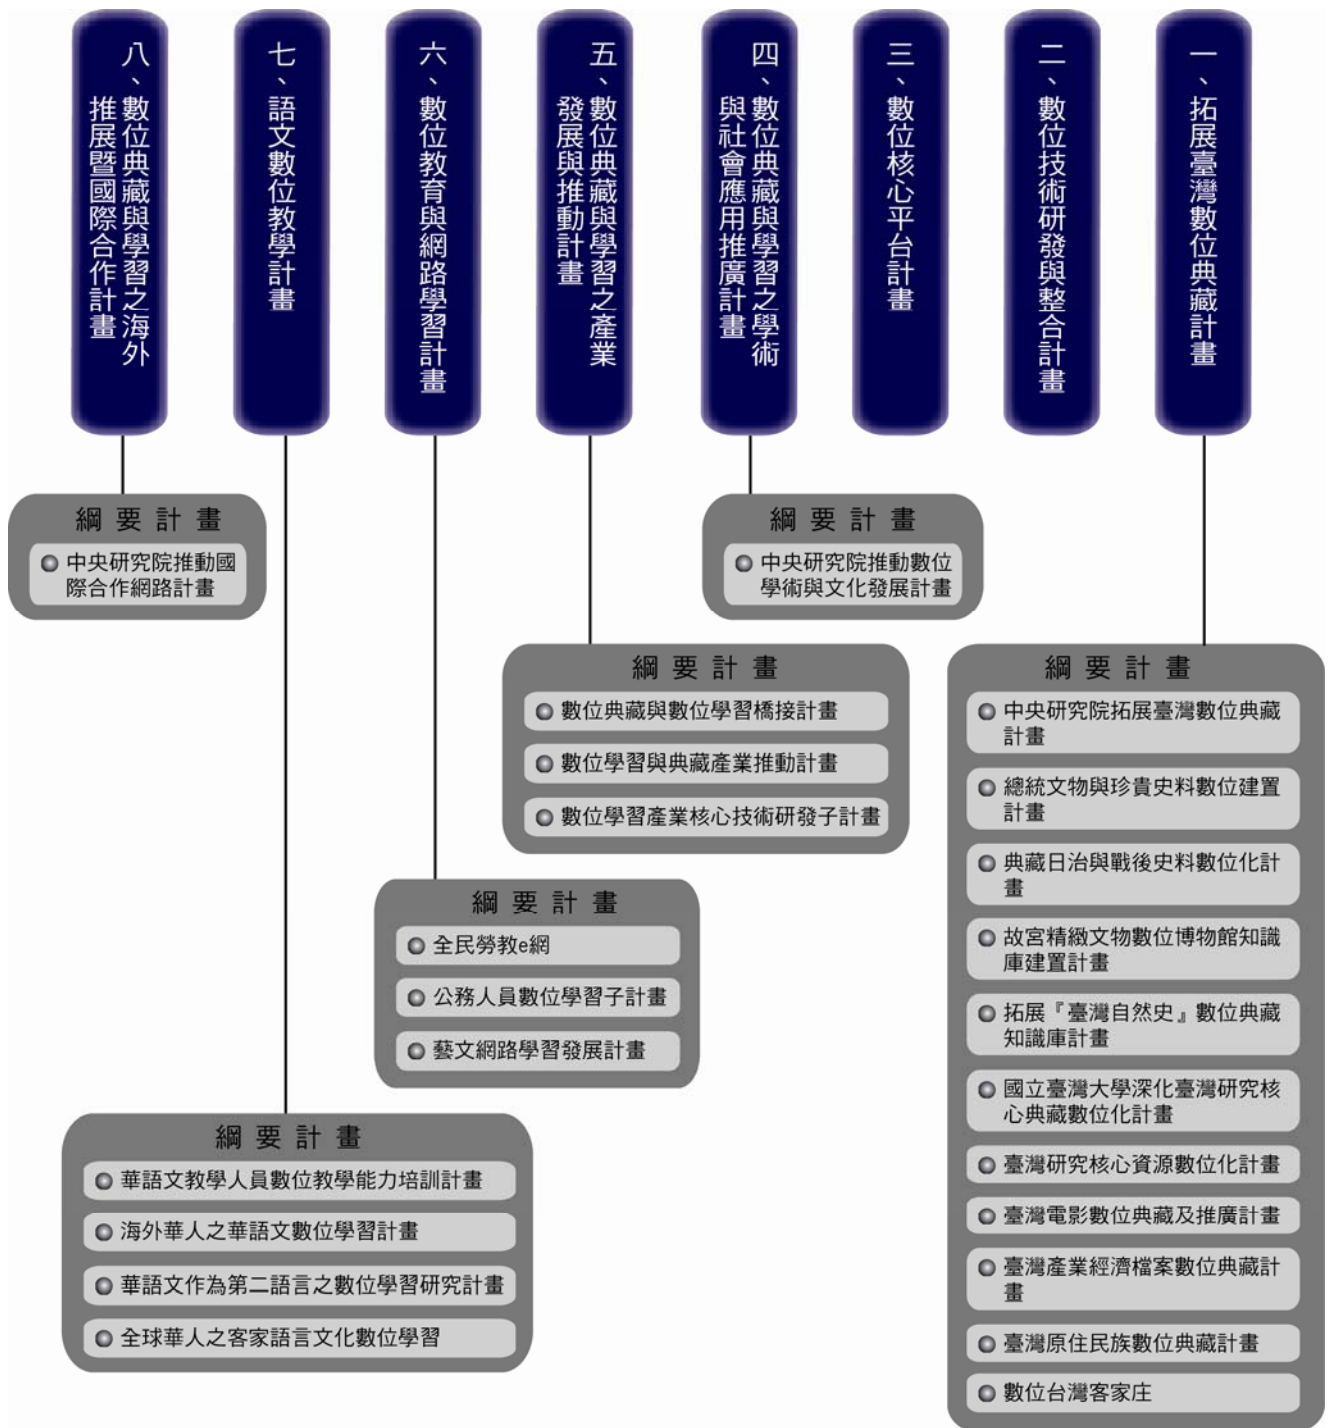 一、拓展臺灣數位典藏計畫
二、數位技術研發與整合計畫
三、數位核心平台計畫
四、數位典藏與學習之學術
與社會應用推廣計畫
五、數位典藏與學習之產業
發展與推動計畫
六、數位教育與網路學習計畫
七、語文數位教學計畫
八、數位典藏與學習之海外
推展暨國際合作計畫
綱要計畫
中央研究院拓展臺灣數位典藏
計畫
總統文物與珍貴史料數位建置
計畫
典藏日治與戰後史料數位化計
畫
故宮精緻文物數位博物館知識
庫建置計畫
拓展『臺灣自然史』數位典藏
知識庫計畫
國立臺灣大學深化臺灣研究核
心典藏數位化計畫
臺灣研究核心資源數位化計畫
臺灣電影數位典藏及推廣計畫
臺灣產業經濟檔案數位典藏計
畫
臺灣原住民族數位典藏計畫
數位台灣客家庄
綱要計畫
中央研究院推動數位
學術與文化發展計畫
綱要計畫
數位典藏與數位學習橋接計畫
數位學習與典藏產業推動計畫
數位學習產業核心技術研發子計畫
綱要計畫
全民勞教e網
公務人員數位學習子計畫
藝文網路學習發展計畫
綱要計畫
華語文教學人員數位教學能力培訓計畫
海外華人之華語文數位學習計畫
華語文作為第二語言之數位學習研究計畫
全球華人之客家語言文化數位學習
綱要計畫
中央研究院推動國
際合作網路計畫